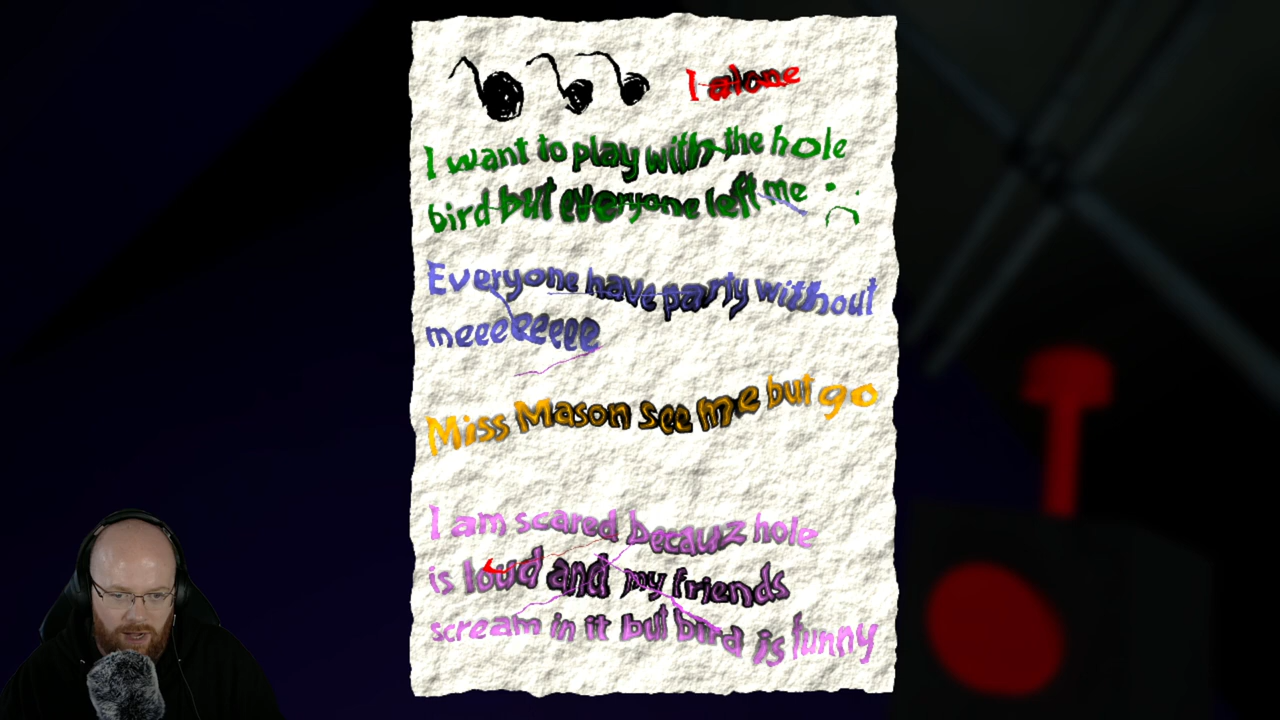 I alone
I want to play with the hole
bird but everyone left me
Everyone have party without
meeeeeeee
Miss Mason see me but go
I am scared becauz hole
is loud and my friends
scream in it but bird is funny